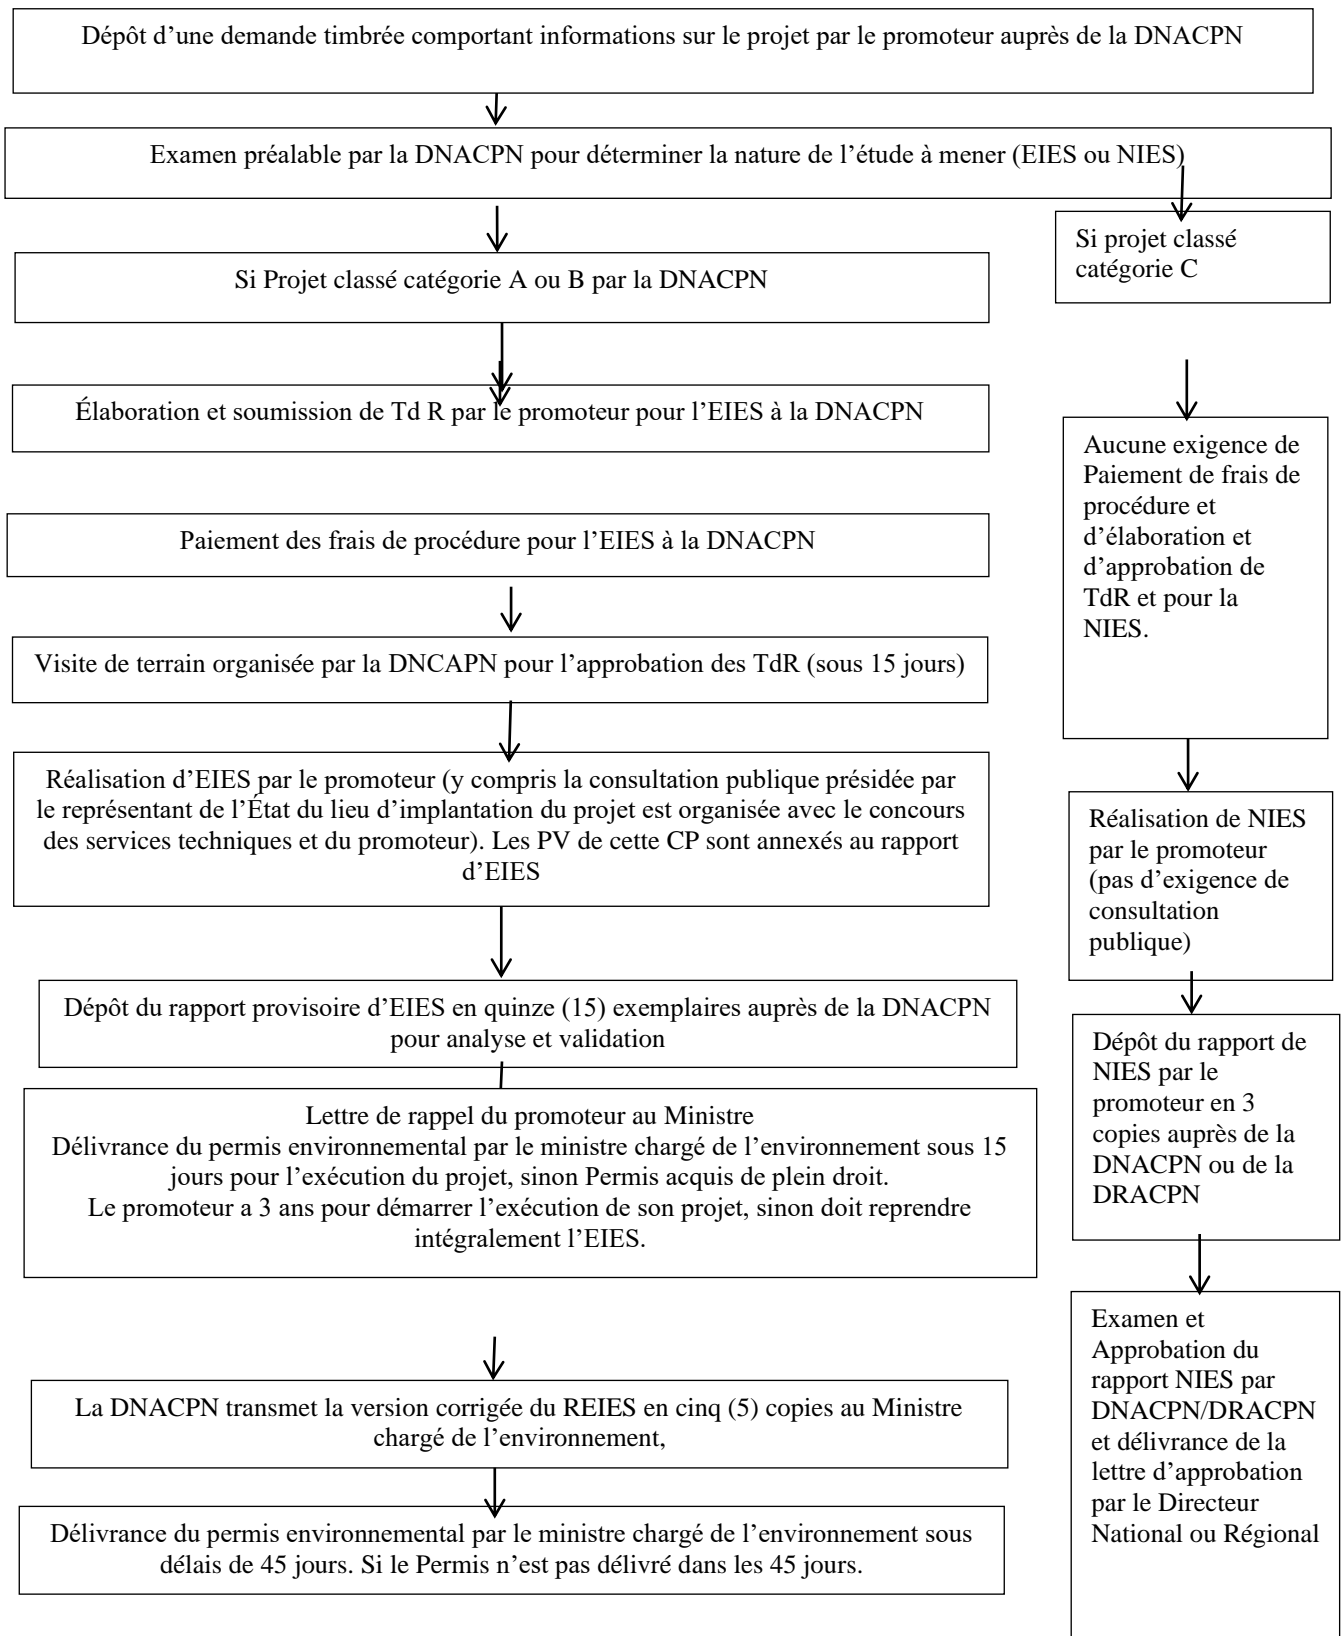 Dépôt d’une demande timbrée comportant informations sur le projet par le promoteur auprès de la DNACPN
Examen préalable par la DNACPN pour déterminer la nature de l’étude à mener (EIES ou NIES)
Si Projet classé catégorie A ou B par la DNACPN
Élaboration et soumission de Td R par le promoteur pour l’EIES à la DNACPN
Paiement des frais de procédure pour l’EIES à la DNACPN
Visite de terrain organisée par la DNCAPN pour l’approbation des TdR (sous 15 jours)
Réalisation d’EIES par le promoteur (y compris la consultation publique présidée par
le représentant de l’État du lieu d’implantation du projet est organisée avec le concours
des services techniques et du promoteur). Les PV de cette CP sont annexés au rapport
d’EIES
Dépôt du rapport provisoire d’EIES en quinze (15) exemplaires auprès de la DNACPN
pour analyse et validation
Lettre de rappel du promoteur au Ministre
Délivrance du permis environnemental par le ministre chargé de l’environnement sous 15
jours pour l’exécution du projet, sinon Permis acquis de plein droit.
Le promoteur a 3 ans pour démarrer l’exécution de son projet, sinon doit reprendre
intégralement l’EIES.
La DNACPN transmet la version corrigée du REIES en cinq (5) copies au Ministre
chargé de l’environnement,
Délivrance du permis environnemental par le ministre chargé de l’environnement sous
délais de 45 jours. Si le Permis n’est pas délivré dans les 45 jours.
Si projet classé
catégorie C
Aucune exigence de
Paiement de frais de
procédure et
d’élaboration et
d’approbation de
TdR et pour la
NIES.
Réalisation de NIES
par le promoteur
(pas d’exigence de
consultation
publique)
Dépôt du rapport de
NIES par le
promoteur en 3
copies auprès de la
DNACPN ou de la
DRACPN
Examen et
Approbation du
rapport NIES par
DNACPN/DRACPN
et délivrance de la
lettre d’approbation
par le Directeur
National ou Régional